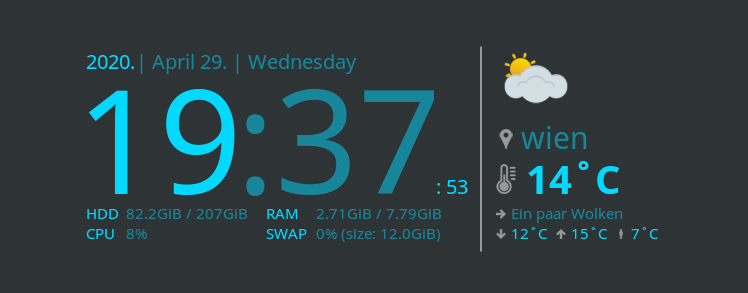 2020. | April 29. | Wednesday
19:37 : 53
HDD 82.2GiB / 207GiB RAM 2.71GiB / 7.79GiB
CPU 8% SWAP 0% (size: 12.0GiB)
wien
14˚C
Ein paar Wolken
12˚C 15˚C 7˚C